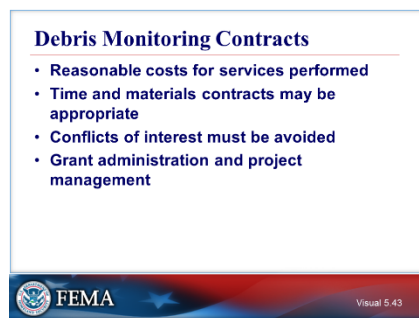 Debris Monitoring Contracts
• Reasonable costs for services performed
• Time and materials contracts may be
appropriate
• Conflicts of interest must be avoided
• Grant administration and project
management
FEMA
Visual 5.43